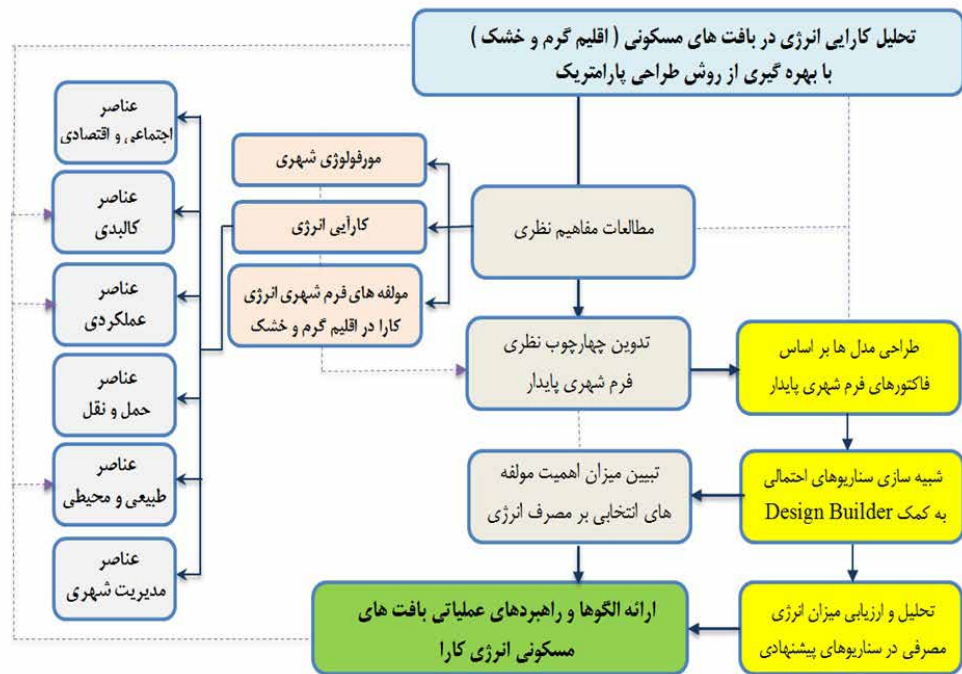 تحلیل کارایی انرژی در بافت های مسکونی ( اقلیم گرم و خشک )
با بهره گیری از روش طراحی پارامتریک
عناصر
اجتماعی و اقتصادی
عناصر
کالبدی
عناصر
عملکردی
عناصر
حمل و نقل
عناصر
طبیعی و محیطی
عناصر
مدیریت شهری
مورفولوژی شهری
کارآیی انرژی
مولفه های فرم شهری انرژی
کارا در اقلیم گرم و خشک
مطالعات مفاهیم نظری
تدوین چهارچوب نظری
فرم شهری پایدار
طراحی مدل ها بر اساس
فاکتورهای فرم شهری پایدار
شبیه سازی سناریوهای احتمالی
به کمک Design Builder
تبیین میزان اهمیت مولفه
های انتخابی بر مصرف انرژی
تحلیل و ارزیابی میزان انرژی
مصرفی در سناریوهای پیشنهادی
ارائه الگوها و راهبردهای عملیاتی بافت های
مسکونی انرژی کارا